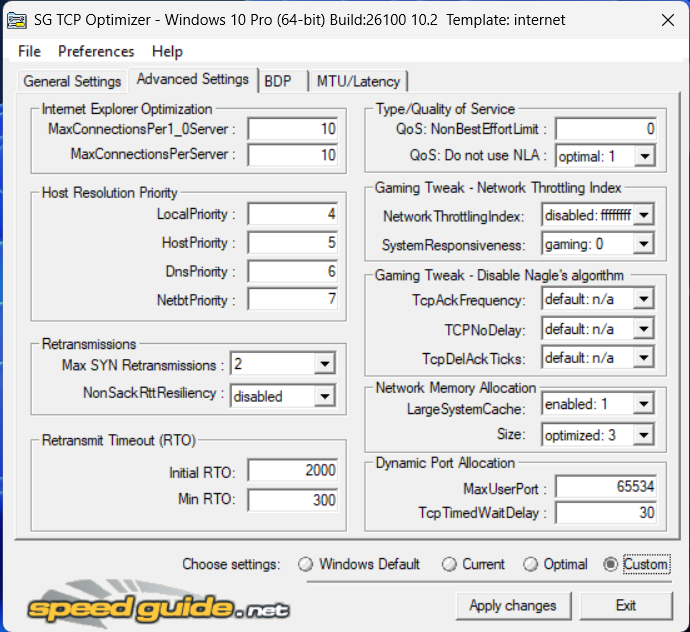 SG TCP Optimizer - Windows 10 Pro (64-bit) Build:26100 10.2 Template: internet
File Preferences Help
General Settings Advanced Settings BDP MTU/Latency
Internet Explorer Optimization
MaxConnectionsPer1_0Server : 10
MaxConnectionsPerServer : 10
Host Resolution Priority
LocalPriority : 4
HostPriority : 5
DnsPriority : 6
NetbtPriority : 7
Retransmissions
Max SYN Retransmissions : 2
NonSackRttResiliency : disabled
Retransmit Timeout (RTO)
Initial RTO: 2000
Min RTO: 300
Type/Quality of Service
QoS: NonBestEffortLimit : 0
QoS: Do not use NLA : optimal: 1
Gaming Tweak - Network Throttling Index
NetworkThrottlingIndex: disabled: ffffffff
SystemResponsiveness: gaming: 0
Gaming Tweak - Disable Nagle's algorithm
TcpAckFrequency: default: n/a
TCPNoDelay: default: n/a
TcpDelAckTicks: default: n/a
Network Memory Allocation
LargeSystemCache: enabled: 1
Size: optimized: 3
Dynamic Port Allocation
MaxUserPort : 65534
TcpTimedWaitDelay : 30
Choose settings: Windows Default Current Optimal Custom
speedguide.net
Apply changes Exit